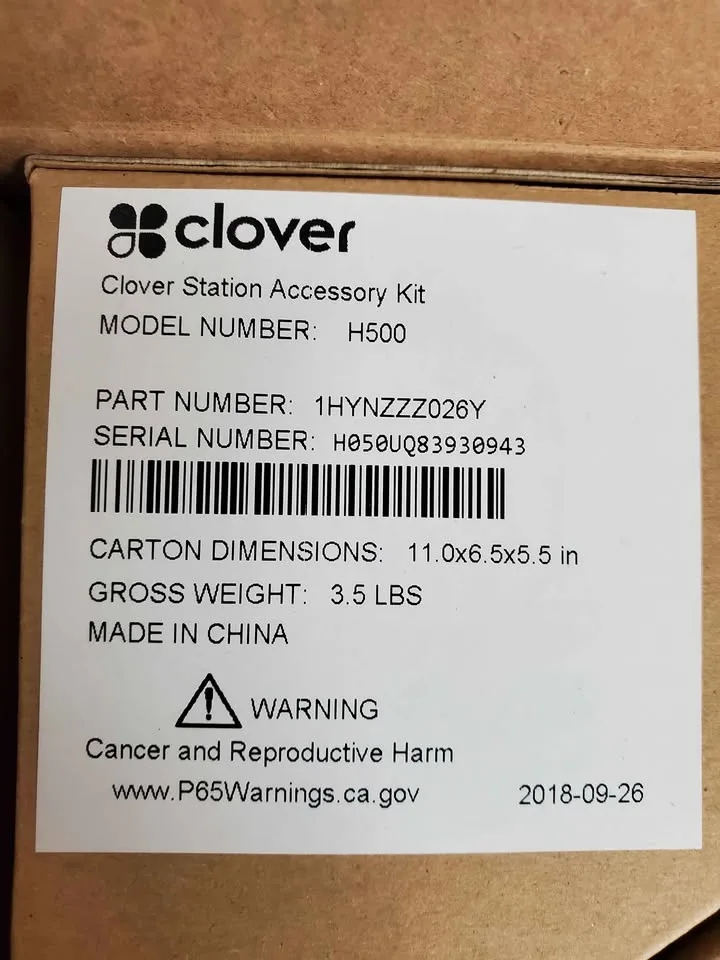 clover
Clover Station Accessory Kit
MODEL NUMBER: H500
PART NUMBER: 1HYNZZZ026Y
SERIAL NUMBER: H050UQ83930943
CARTON DIMENSIONS: 11.0x6.5x5.5 in
GROSS WEIGHT: 3.5 LBS
MADE IN CHINA
WARNING
Cancer and Reproductive Harm
www.P65Warnings.ca.gov 2018-09-26